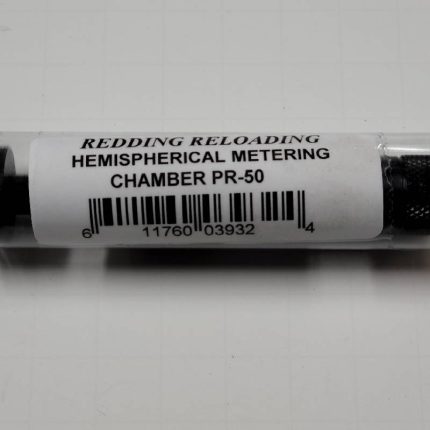 REDDING RELOADING
HEMISPHERICAL METERING
CHAMBER PR-50
6 11760 03932 4